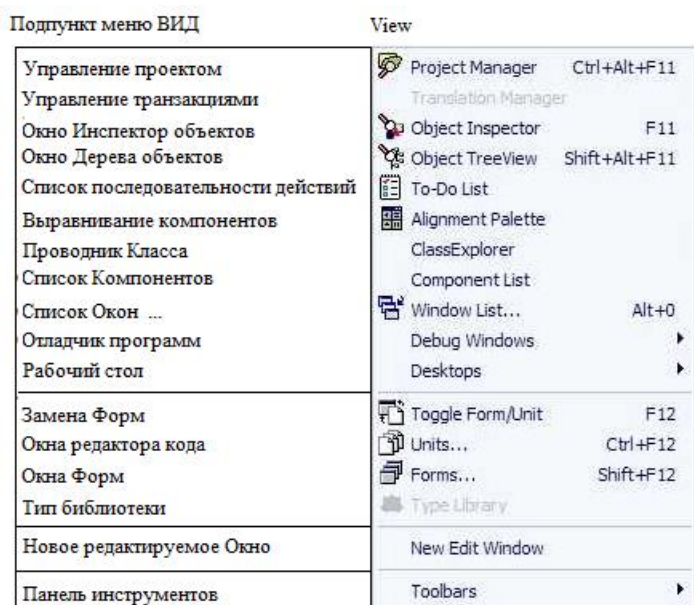 Подпункт меню ВИД View
Управление проектом Project Manager Ctrl+Alt+F11
Управление транзакциями Translation Manager
Окно Инспектор объектов Object Inspector F11
Окно Дерева объектов Object TreeView Shift+Alt+F11
Список последовательности действий To-Do List
Выравнивание компонентов Alignment Palette
Проводник Класса ClassExplorer
Список Компонентов Component List
Список Окон ... Window List... Alt+0
Отладчик программ Debug Windows
Рабочий стол Desktops
Замена Форм Toggle Form/Unit F12
Окна редактора кода Units... Ctrl+F12
Окна Форм Forms... Shift+F12
Тип библиотеки Type Library
Новое редактируемое Окно New Edit Window
Панель инструментов Toolbars